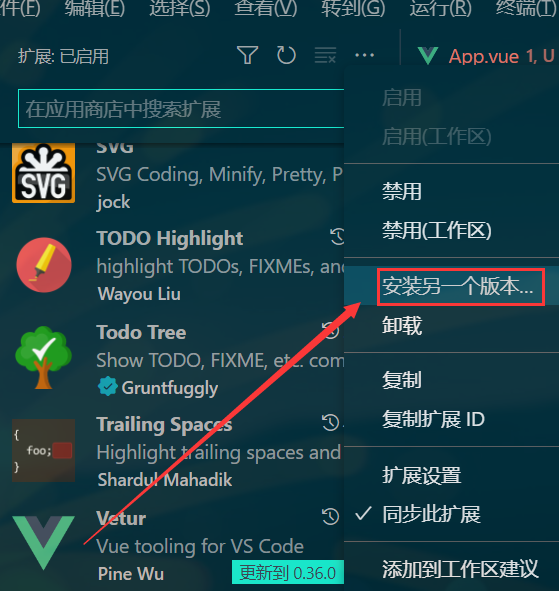 件(F) 编辑(E) 选择(S) 查看(V) 转到(G) 运行(R) 终端(T)
扩展: 已启用
App.vue 1, U
在应用商店中搜索扩展
SVG
SVG
SVG Coding, Minify, Pretty, P
jock
TODO Highlight
highlight TODOs, FIXMEs, and
Wayou Liu
Todo Tree
Show TODO, FIXME, etc. com
Gruntfuggly
{
foo;
}
Trailing Spaces
Highlight trailing spaces and
Shardul Mahadik
Vetur
Vue tooling for VS Code
Pine Wu
更新到 0.36.0
启用
启用(工作区)
禁用
禁用(工作区)
安装另一个版本...
卸载
复制
复制扩展 ID
扩展设置
同步此扩展
添加到工作区建议